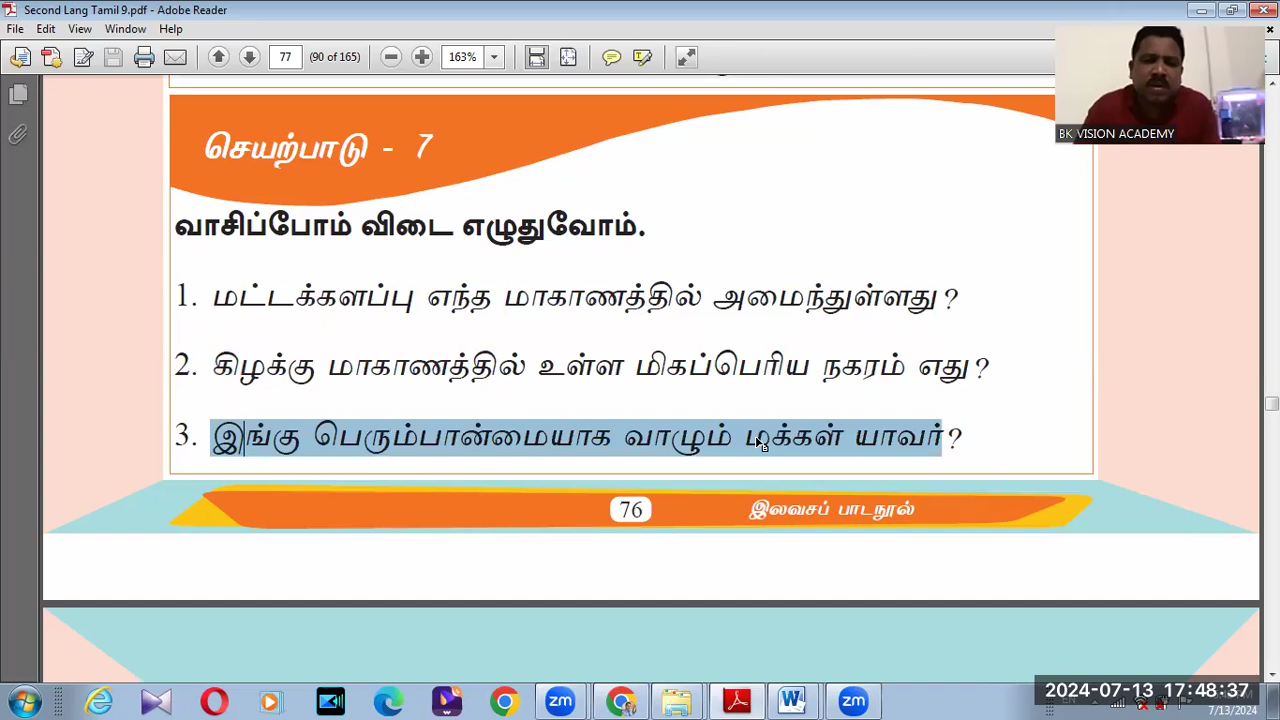 Second Lang Tamil 9.pdf - Adobe Reader
File Edit View Window Help
77 (90 of 165) 163%
BK VISION ACADEMY
செயற்பாடு - 7
வாசிப்போம் விடை எழுதுவோம்.
1. மட்டக்களப்பு எந்த மாகாணத்தில் அமைந்துள்ளது?
2. கிழக்கு மாகாணத்தில் உள்ள மிகப்பெரிய நகரம் எது?
3. இங்கு பெரும்பான்மையாக வாழும் மக்கள் யாவர்?
76 இலவசப் பாடநூல்
2024-07-13 17:48:37
7/13/2024